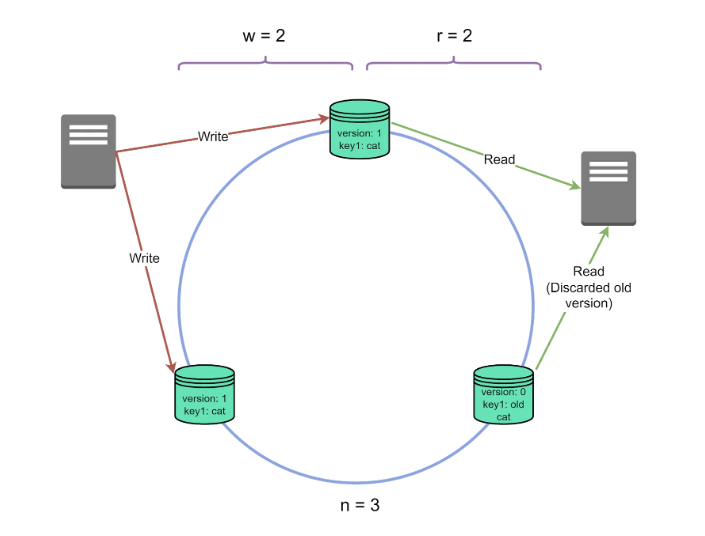 w = 2
r = 2
version: 1
key1: cat
Write
Read
Write
Read
(Discarded old
version)
version: 1
key1: cat
version: 0
key1: old
cat
n = 3